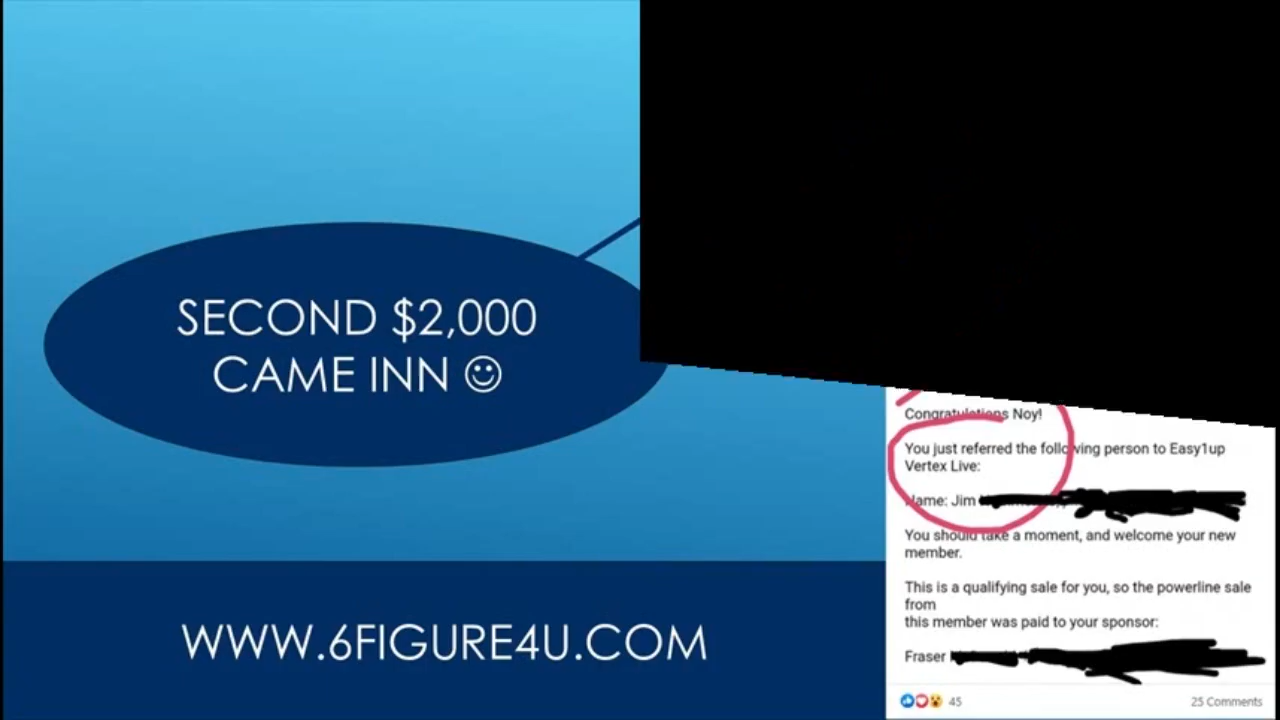 SECOND $2,000
CAME INN ☺
WWW.6FIGURE4U.COM
Congratulations Noy!
You just referred the following person to Easy1up
Vertex Live:
Name: Jim
You should take a moment, and welcome your new
member.
This is a qualifying sale for you, so the powerline sale
from
this member was paid to your sponsor:
Fraser
45
25 Comments